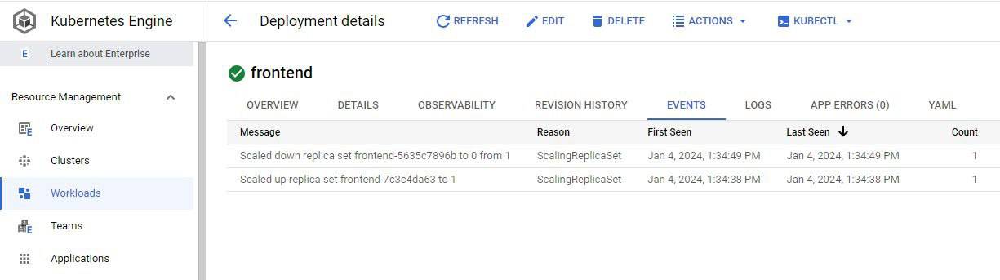 Kubernetes Engine
Deployment details REFRESH EDIT DELETE ACTIONS KUBECTL
E Learn about Enterprise
frontend
Resource Management
OVERVIEW DETAILS OBSERVABILITY REVISION HISTORY EVENTS LOGS APP ERRORS (0) YAML
Overview
Clusters
Workloads
Teams
Applications
Message Reason First Seen Last Seen Count
Scaled down replica set frontend-5635c7896b to 0 from 1 ScalingReplicaSet Jan 4, 2024, 1:34:49 PM Jan 4, 2024, 1:34:49 PM 1
Scaled up replica set frontend-7c3c4da63 to 1 ScalingReplicaSet Jan 4, 2024, 1:34:38 PM Jan 4, 2024, 1:34:38 PM 1